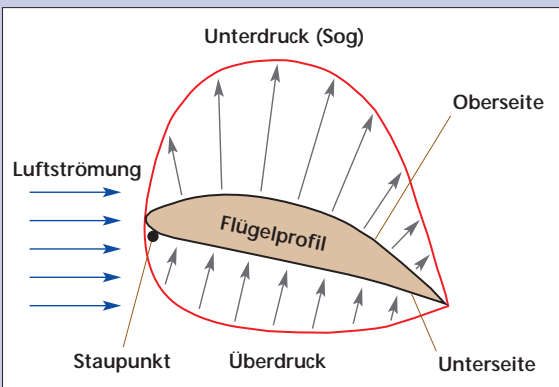 Unterdruck (Sog)
Oberseite
Luftströmung
Flügelprofil
Staupunkt
Überdruck
Unterseite